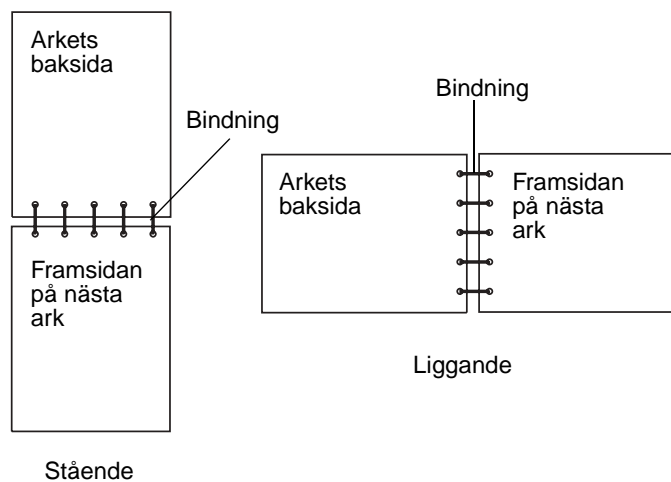 Arkets
baksida
Bindning
Framsidan
på nästa
ark
Stående
Bindning
Arkets
baksida
Framsidan
på nästa
ark
Liggande